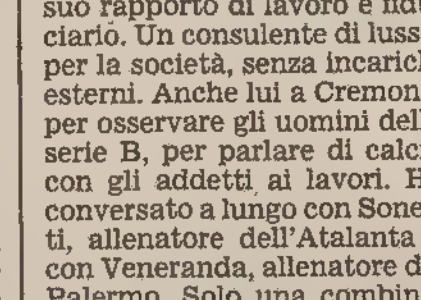 suo rapporto di lavoro è fidu
ciario. Un consulente di luss
per la società, senza incaric
esterni. Anche lui a Cremon
per osservare gli uomini dell
serie B, per parlare di calc
con gli addetti ai lavori. H
conversato a lungo con Sone
ti, allenatore dell'Atalanta
con Veneranda, allenatore d
Palermo. Solo una combin